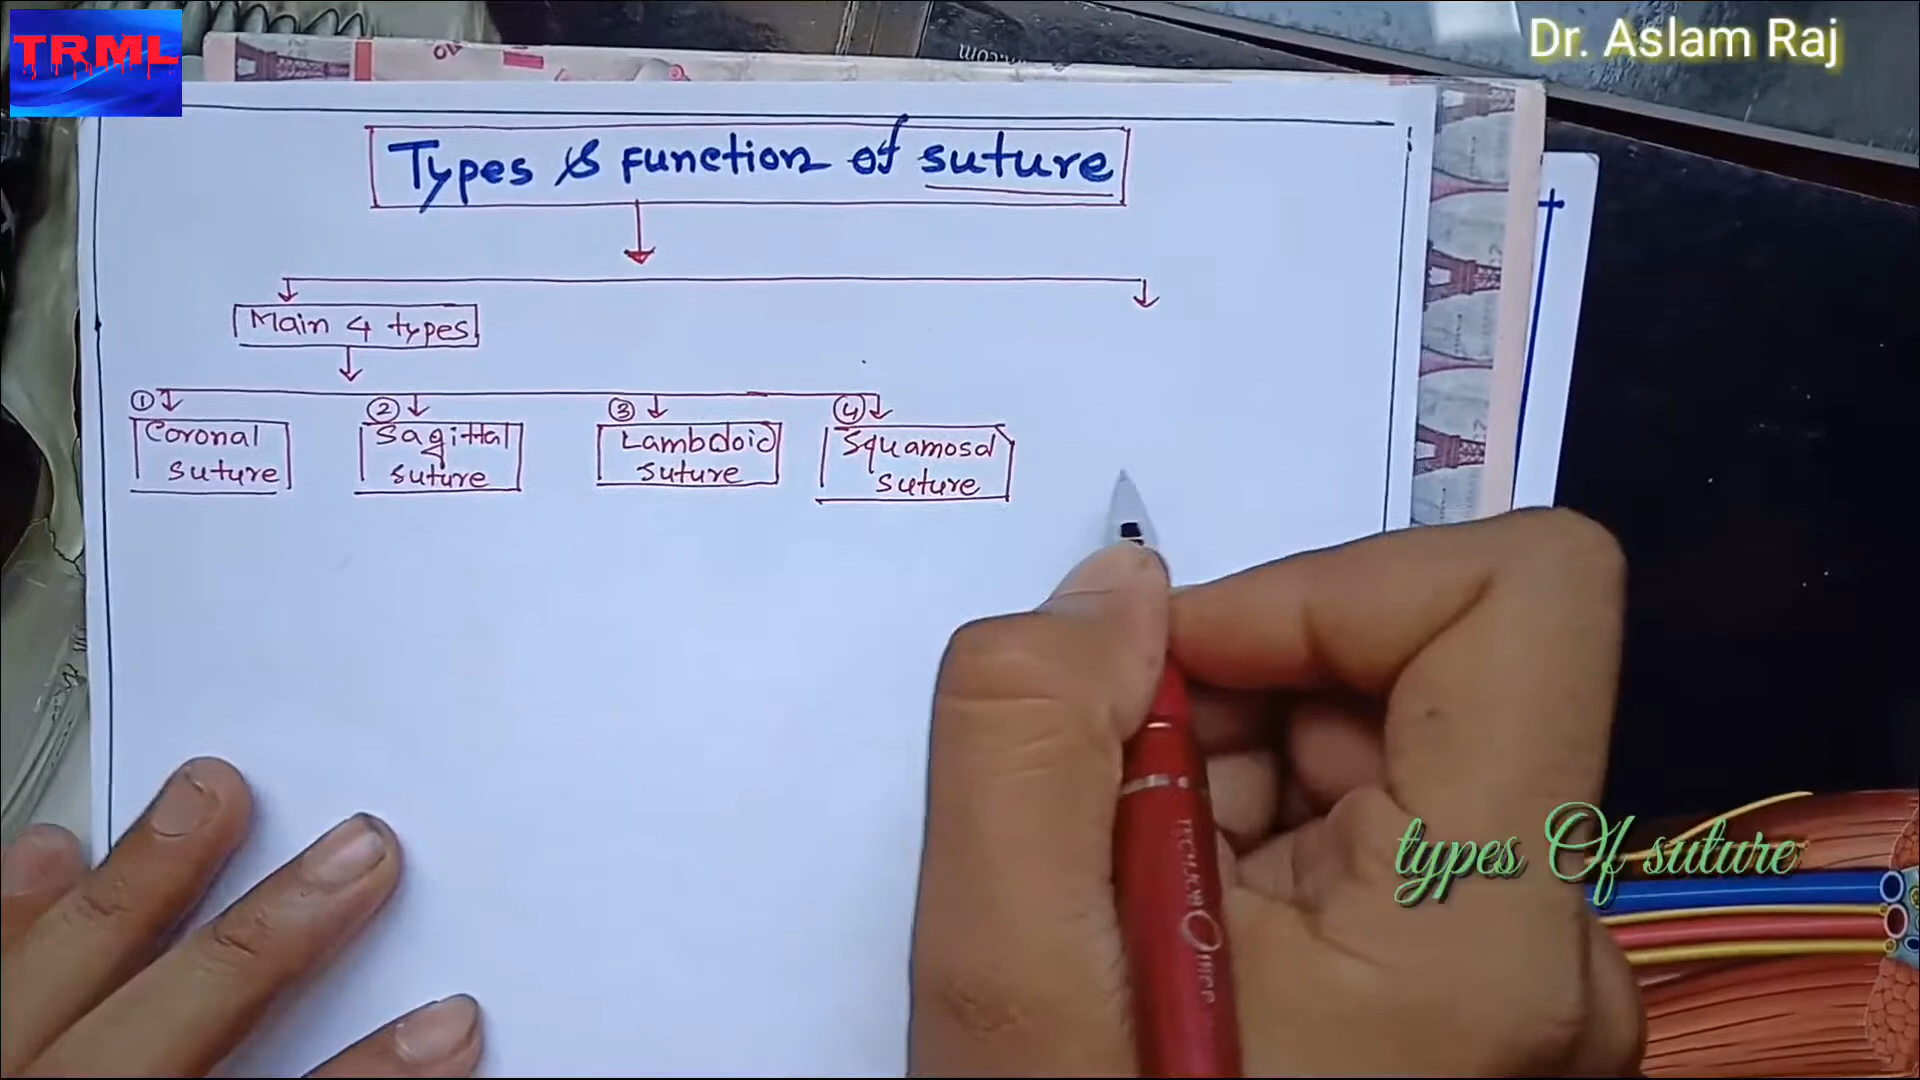 TRML
Dr. Aslam Raj
Types & function of suture
Main 4 types
① ② ③ ④
Coronal suture
Sagittal suture
Lambdoid suture
Squamosal suture
types Of suture